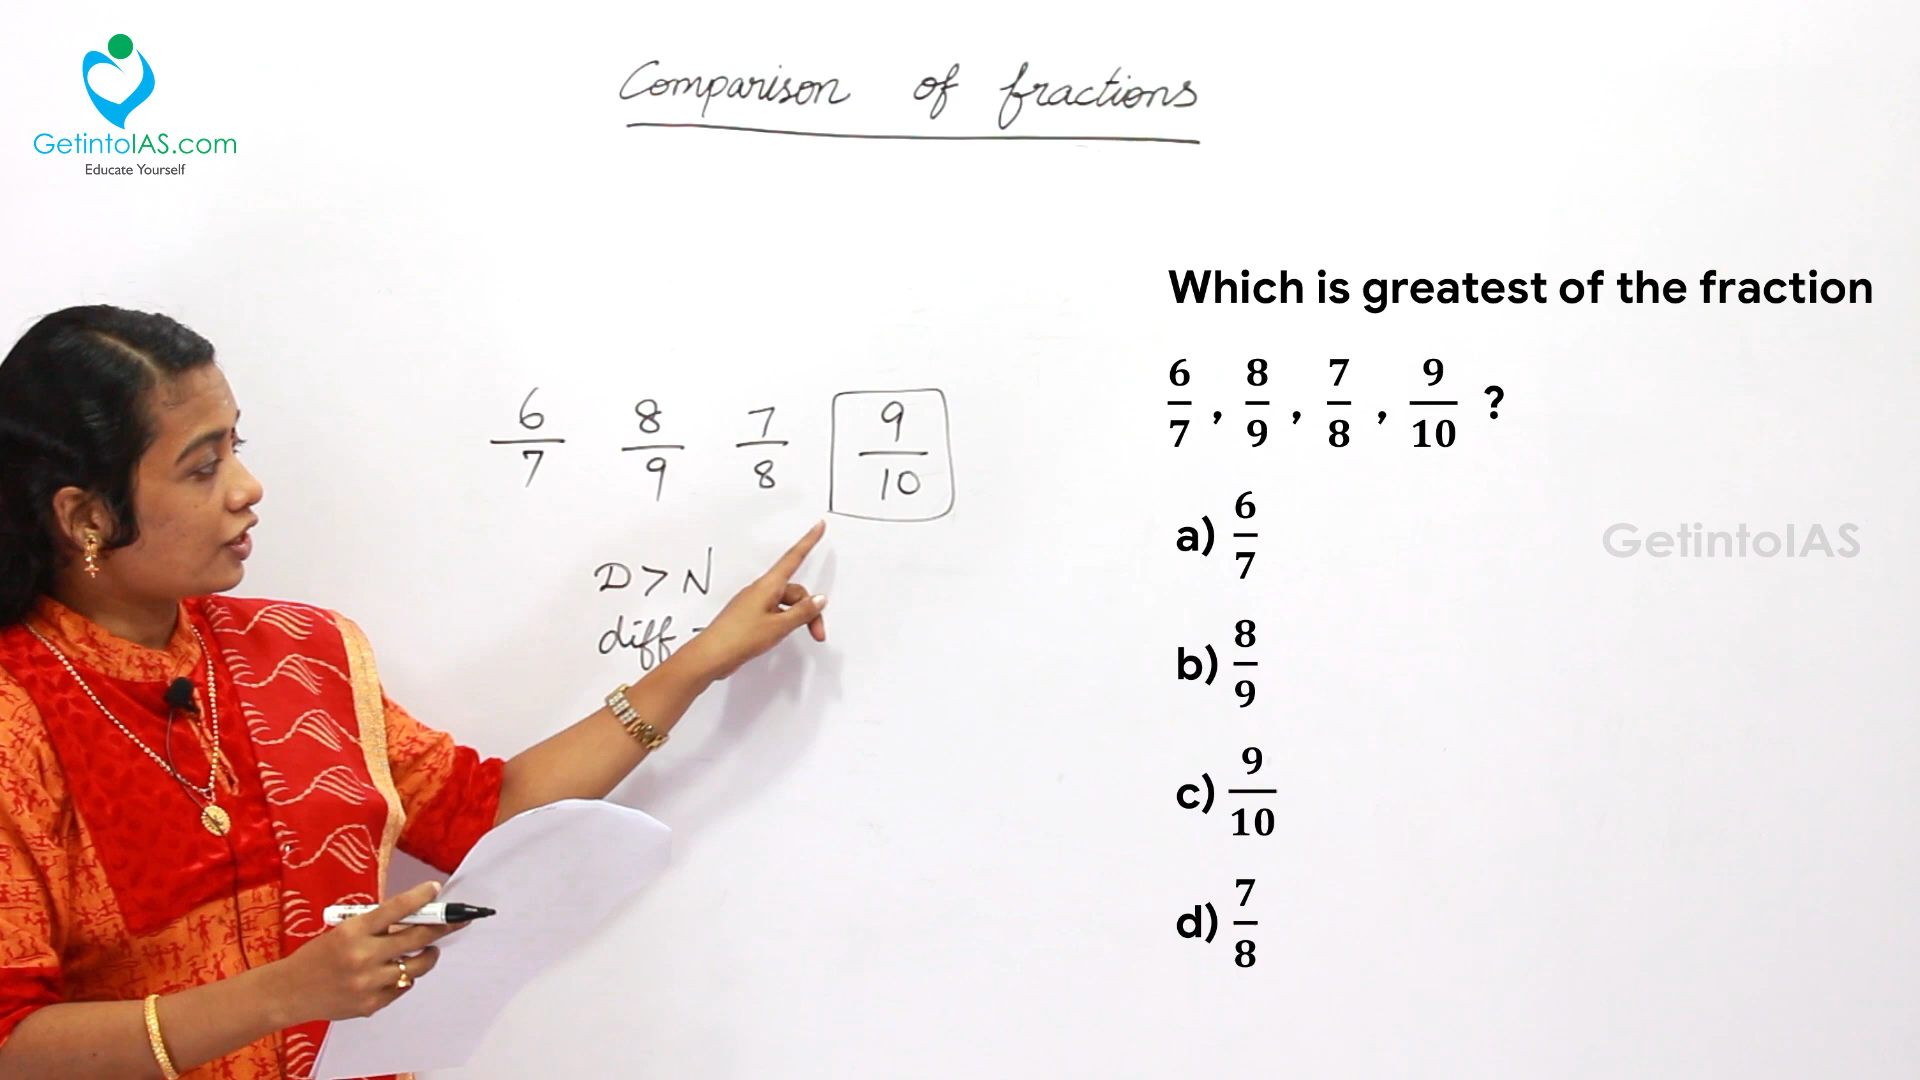 GetintoIAS.com
Educate Yourself
Comparison of fractions
Which is greatest of the fraction
6/7 , 8/9 , 7/8 , 9/10 ?
6/7 8/9 7/8 9/10
a) 6/7
GetintoIAS
D > N
diff
b) 8/9
c) 9/10
d) 7/8